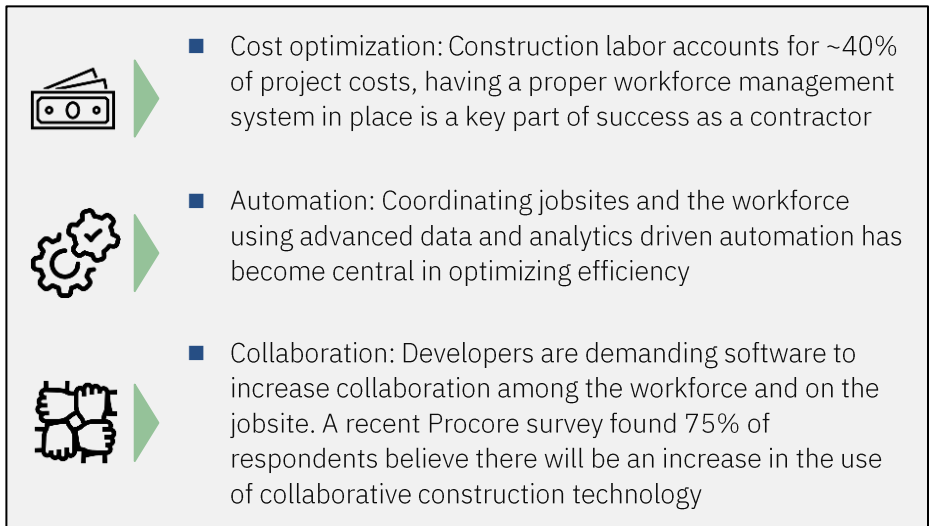 ■ Cost optimization: Construction labor accounts for ~40%
of project costs, having a proper workforce management
system in place is a key part of success as a contractor
■ Automation: Coordinating jobsites and the workforce
using advanced data and analytics driven automation has
become central in optimizing efficiency
■ Collaboration: Developers are demanding software to
increase collaboration among the workforce and on the
jobsite. A recent Procore survey found 75% of
respondents believe there will be an increase in the use
of collaborative construction technology